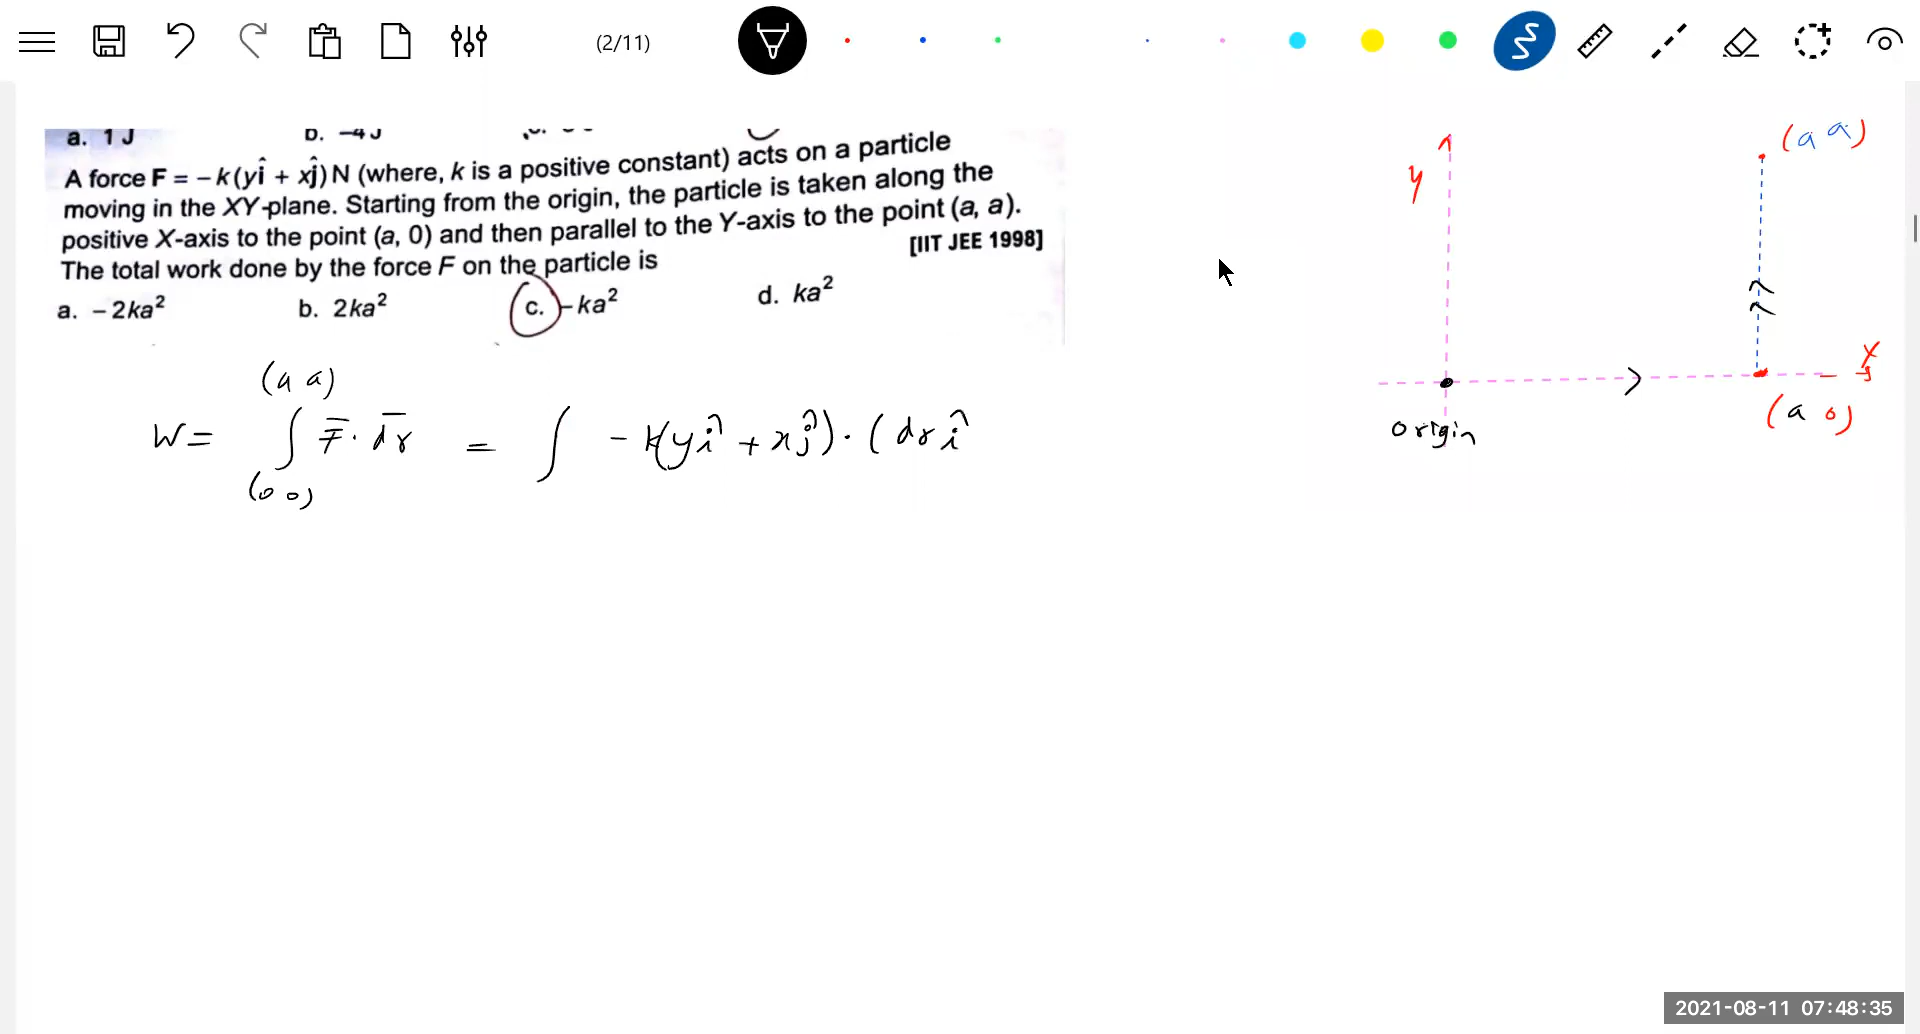 (2/11)
a. 1 J b. –4 J
A force F = – k(yî + xĵ) N (where, k is a positive constant) acts on a particle
moving in the XY-plane. Starting from the origin, the particle is taken along the
positive X-axis to the point (a, 0) and then parallel to the Y-axis to the point (a, a).
The total work done by the force F on the particle is [IIT JEE 1998]
a. – 2ka² b. 2ka² c. – ka² d. ka²
(a a)
W = ∫ F̅ · d̅r̅ = ∫ - k(yî + xĵ) · (drî
(0 0)
y
(a a)
x
(a 0)
origin
2021-08-11 07:48:35